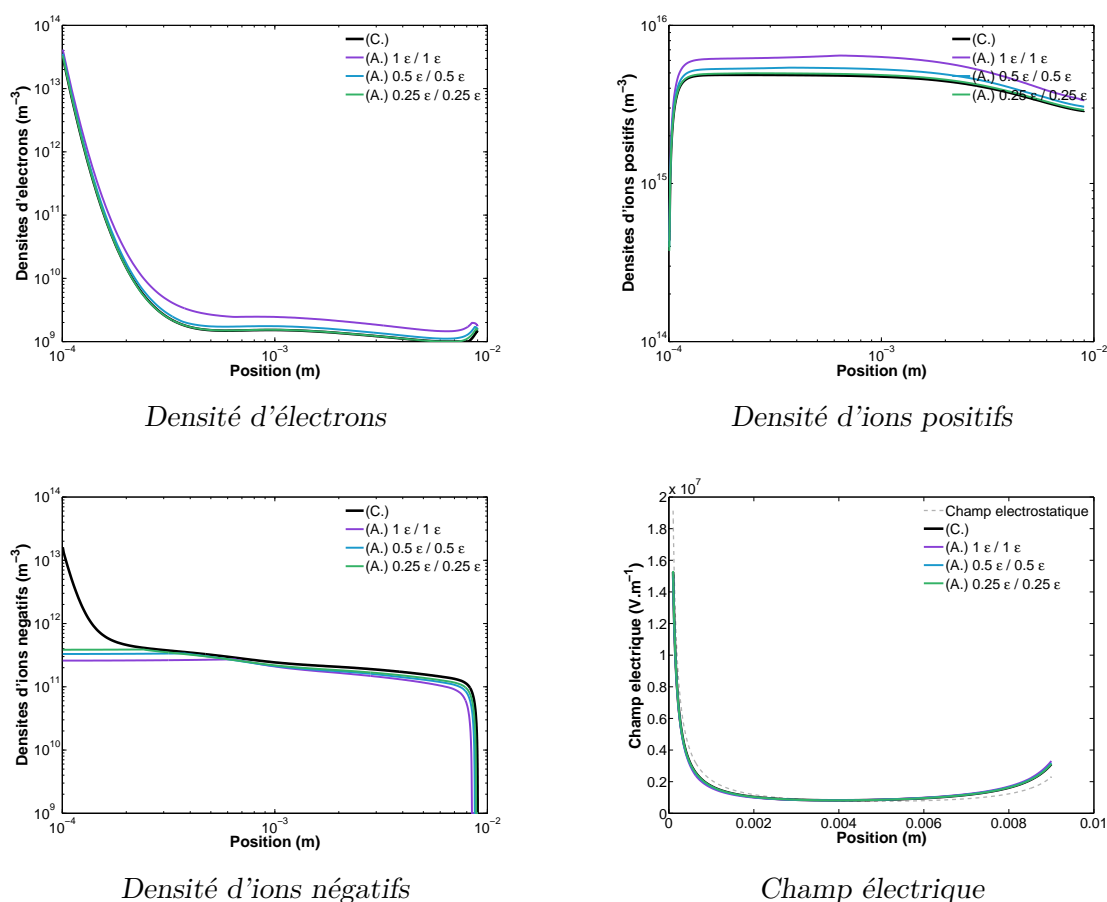 10^14
10^13
10^12
10^11
10^10
10^9
10^−4
10^−3
10^−2
Position (m)
Densites d'electrons (m^−3)
(C.)
(A.) 1 ε / 1 ε
(A.) 0.5 ε / 0.5 ε
(A.) 0.25 ε / 0.25 ε
Densité d'électrons
10^16
10^15
10^14
10^−4
10^−3
10^−2
Position (m)
Densites d'ions positifs (m^−3)
(C.)
(A.) 1 ε / 1 ε
(A.) 0.5 ε / 0.5 ε
(A.) 0.25 ε / 0.25 ε
Densité d'ions positifs
10^14
10^13
10^12
10^11
10^10
10^9
10^−4
10^−3
10^−2
Position (m)
Densites d'ions negatifs (m^−3)
(C.)
(A.) 1 ε / 1 ε
(A.) 0.5 ε / 0.5 ε
(A.) 0.25 ε / 0.25 ε
Densité d'ions négatifs
x 10^7
2
1.8
1.6
1.4
1.2
1
0.8
0.6
0.4
0.2
0
0
0.002
0.004
0.006
0.008
0.01
Position (m)
Champ electrique (V.m^−1)
Champ electrostatique
(C.)
(A.) 1 ε / 1 ε
(A.) 0.5 ε / 0.5 ε
(A.) 0.25 ε / 0.25 ε
Champ électrique